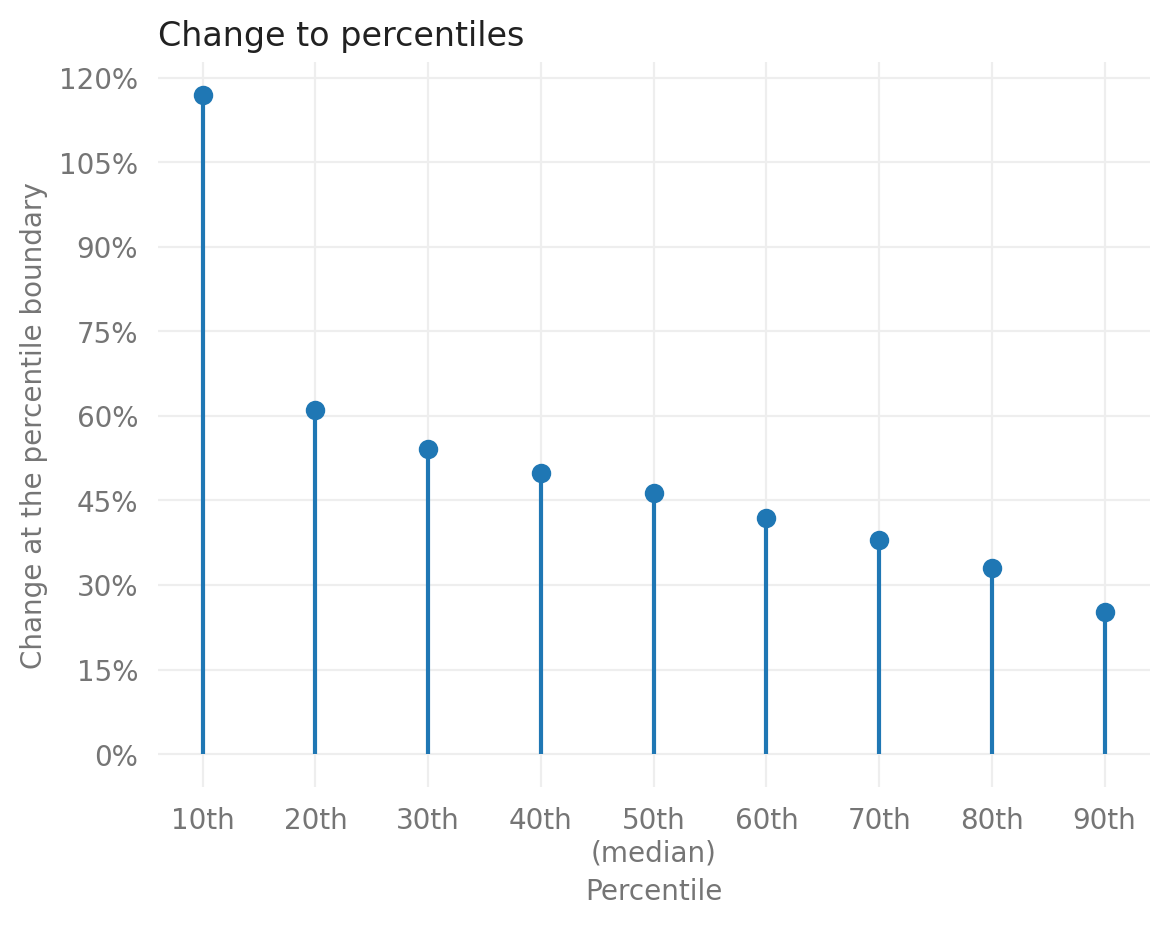 Change to percentiles
Change at the percentile boundary
120%
105%
90%
75%
60%
45%
30%
15%
0%
10th 20th 30th 40th 50th 60th 70th 80th 90th
(median)
Percentile